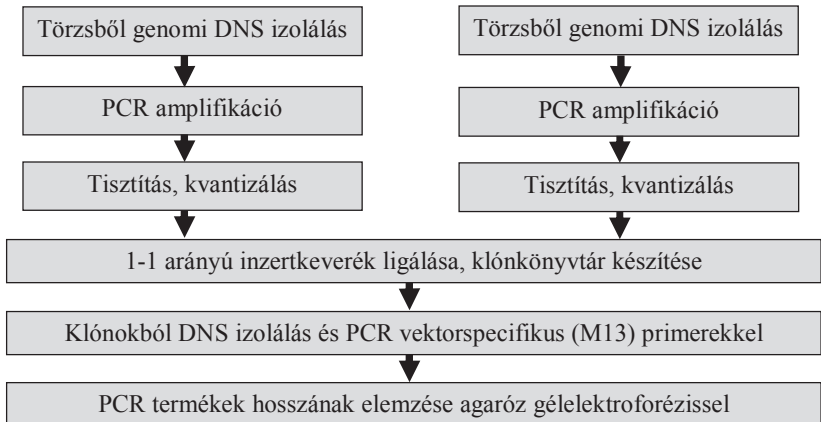 Törzsből genomi DNS izolálás
Törzsből genomi DNS izolálás
PCR amplifikáció
PCR amplifikáció
Tisztítás, kvantizálás
Tisztítás, kvantizálás
1-1 arányú inzertkeverék ligálása, klónkönyvtár készítése
Klónokból DNS izolálás és PCR vektorspecifikus (M13) primerekkel
PCR termékek hosszának elemzése agaróz gélelektroforézissel